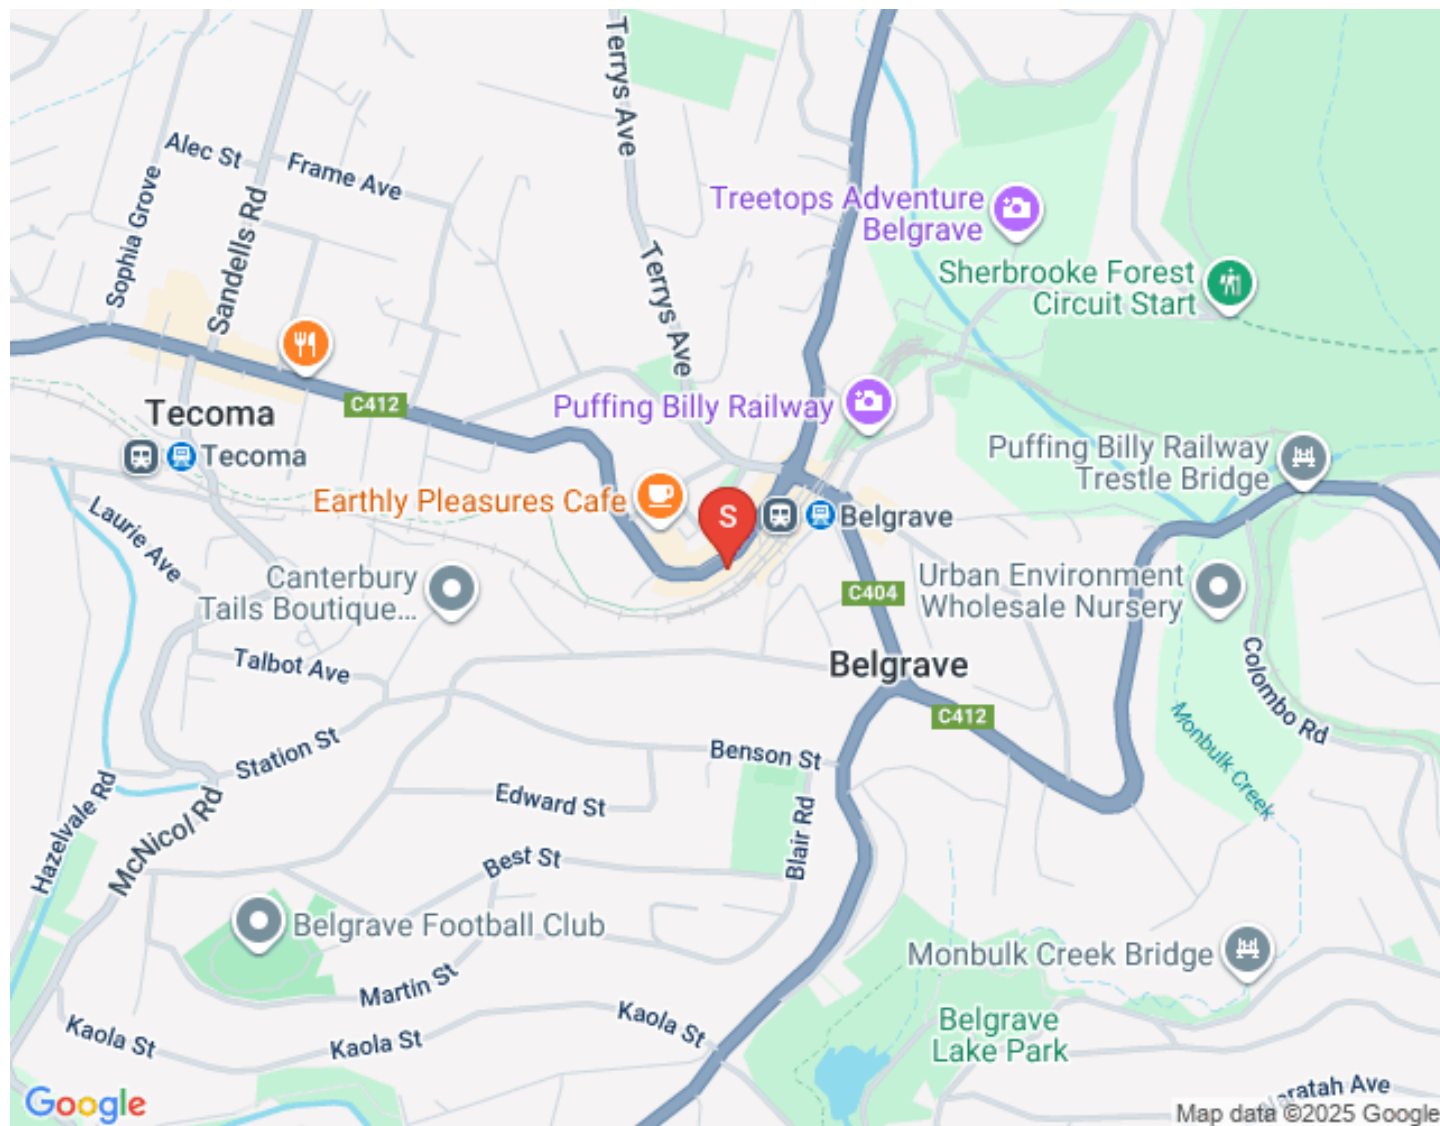 Terrys Ave
Alec St
Frame Ave
Sophia Grove
Sandells Rd
Treetops Adventure
Belgrave
Terrys Ave
Sherbrooke Forest
Circuit Start
C412
Tecoma
Puffing Billy Railway
Tecoma
Puffing Billy Railway
Trestle Bridge
Earthly Pleasures Cafe
S
Belgrave
Laurie Ave
Canterbury
Tails Boutique...
C404
Urban Environment
Wholesale Nursery
Talbot Ave
Belgrave
Colombo Rd
C412
Monbulk Creek
Station St
Benson St
Hazelvale Rd
McNicol Rd
Edward St
Blair Rd
Best St
Belgrave Football Club
Monbulk Creek Bridge
Martin St
Kaola St
Kaola St
Kaola St
Belgrave
Lake Park
Google
Map data ©2025 Google